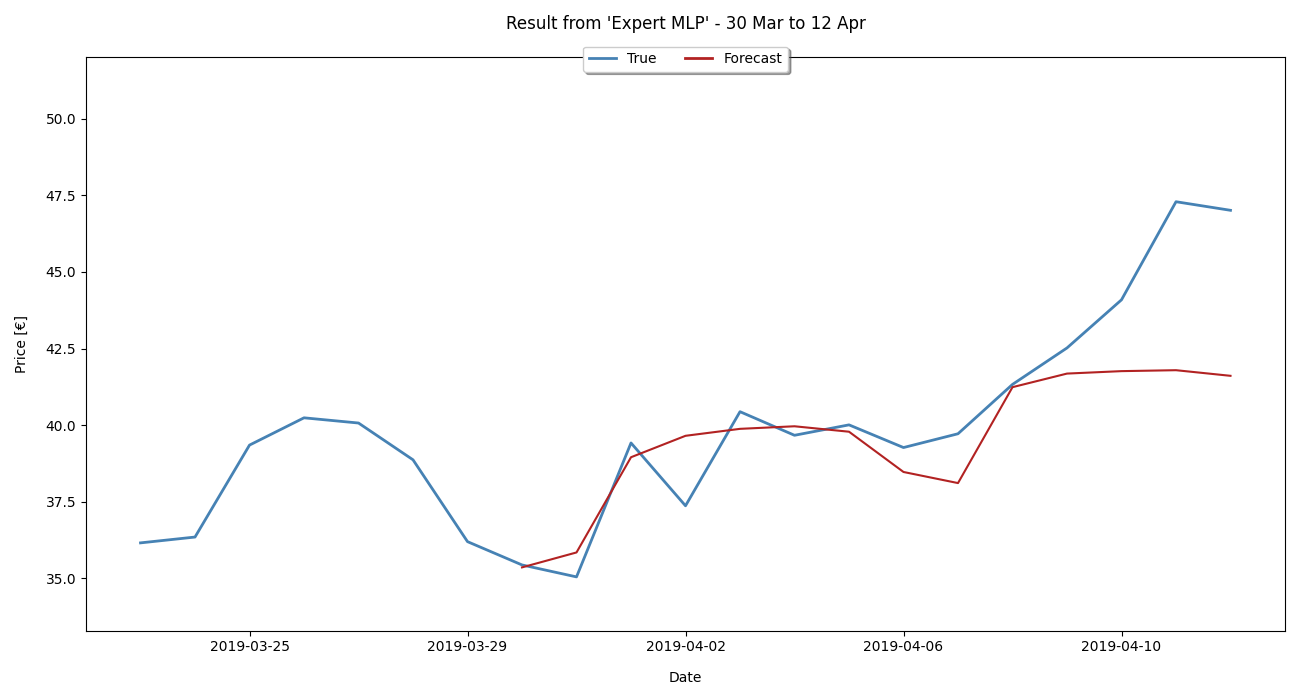 Result from 'Expert MLP' - 30 Mar to 12 Apr
True Forecast
50.0
47.5
45.0
42.5
40.0
37.5
35.0
Price [€]
2019-03-25 2019-03-29 2019-04-02 2019-04-06 2019-04-10
Date